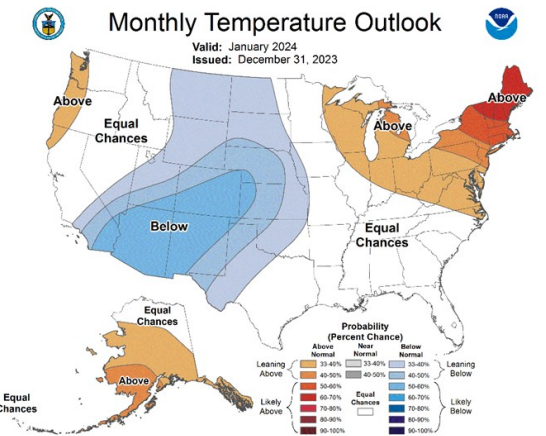 Monthly Temperature Outlook
Valid: January 2024
Issued: December 31, 2023
NOAA
Above
Equal
Chances
Above
Above
Below
Equal
Chances
Equal
Chances
Above
Equal
Chances
Probability
(Percent Chance)
Above
Normal
Near
Normal
Below
Normal
Leaning
Above
33-40%
33-40%
33-40%
Leaning
Below
40-50%
40-50%
40-50%
50-60%
50-60%
Likely
Above
60-70%
Equal
Chances
60-70%
Likely
Below
70-80%
70-80%
80-90%
80-90%
90-100%
90-100%